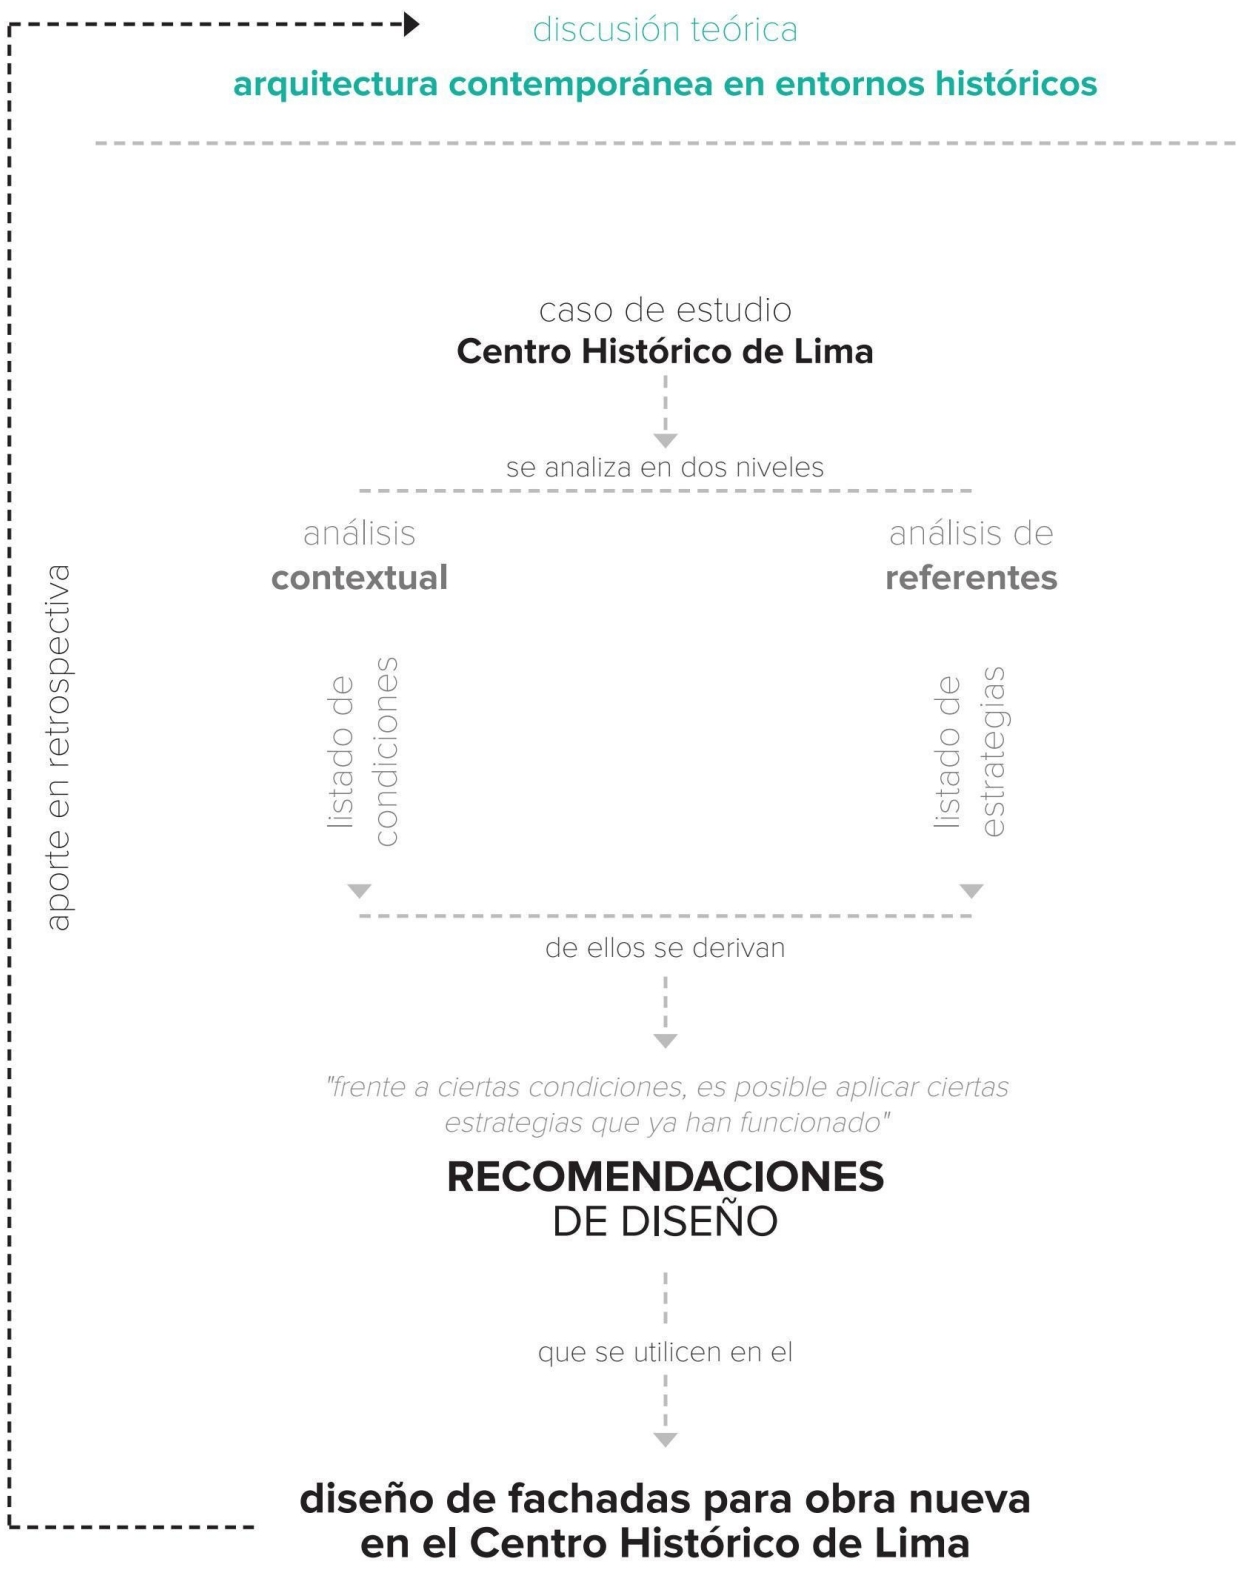 discusión teórica
arquitectura contemporánea en entornos históricos
caso de estudio
Centro Histórico de Lima
se analiza en dos niveles
análisis
contextual
análisis de
referentes
listado de
condiciones
listado de
estrategias
aporte en retrospectiva
de ellos se derivan
"frente a ciertas condiciones, es posible aplicar ciertas
estrategias que ya han funcionado"
RECOMENDACIONES
DE DISEÑO
que se utilicen en el
diseño de fachadas para obra nueva
en el Centro Histórico de Lima